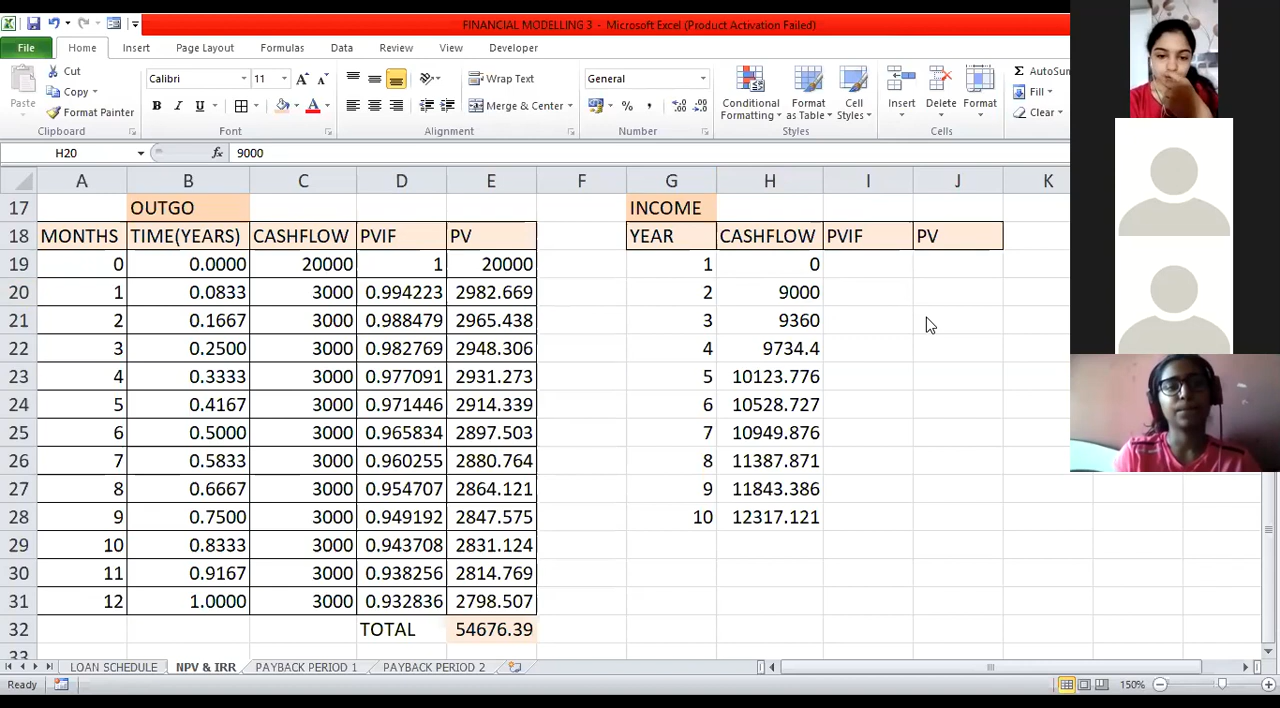 FINANCIAL MODELLING 3 - Microsoft Excel (Product Activation Failed)
File Home Insert Page Layout Formulas Data Review View Developer
Paste Cut Copy Format Painter Clipboard
Calibri 11 B I U A A A Font
Wrap Text Merge & Center Alignment
General % , Number
Conditional Formatting Format as Table Cell Styles Styles
Insert Delete Format Cells
Σ AutoSum Fill Clear
H20 fx 9000
A B C D E F G H I J K
17 OUTGO INCOME
18 MONTHS TIME(YEARS) CASHFLOW PVIF PV YEAR CASHFLOW PVIF PV
19 0 0.0000 20000 1 20000 1 0
20 1 0.0833 3000 0.994223 2982.669 2 9000
21 2 0.1667 3000 0.988479 2965.438 3 9360
22 3 0.2500 3000 0.982769 2948.306 4 9734.4
23 4 0.3333 3000 0.977091 2931.273 5 10123.776
24 5 0.4167 3000 0.971446 2914.339 6 10528.727
25 6 0.5000 3000 0.965834 2897.503 7 10949.876
26 7 0.5833 3000 0.960255 2880.764 8 11387.871
27 8 0.6667 3000 0.954707 2864.121 9 11843.386
28 9 0.7500 3000 0.949192 2847.575 10 12317.121
29 10 0.8333 3000 0.943708 2831.124
30 11 0.9167 3000 0.938256 2814.769
31 12 1.0000 3000 0.932836 2798.507
32 TOTAL 54676.39
33
LOAN SCHEDULE NPV & IRR PAYBACK PERIOD 1 PAYBACK PERIOD 2
Ready 150%